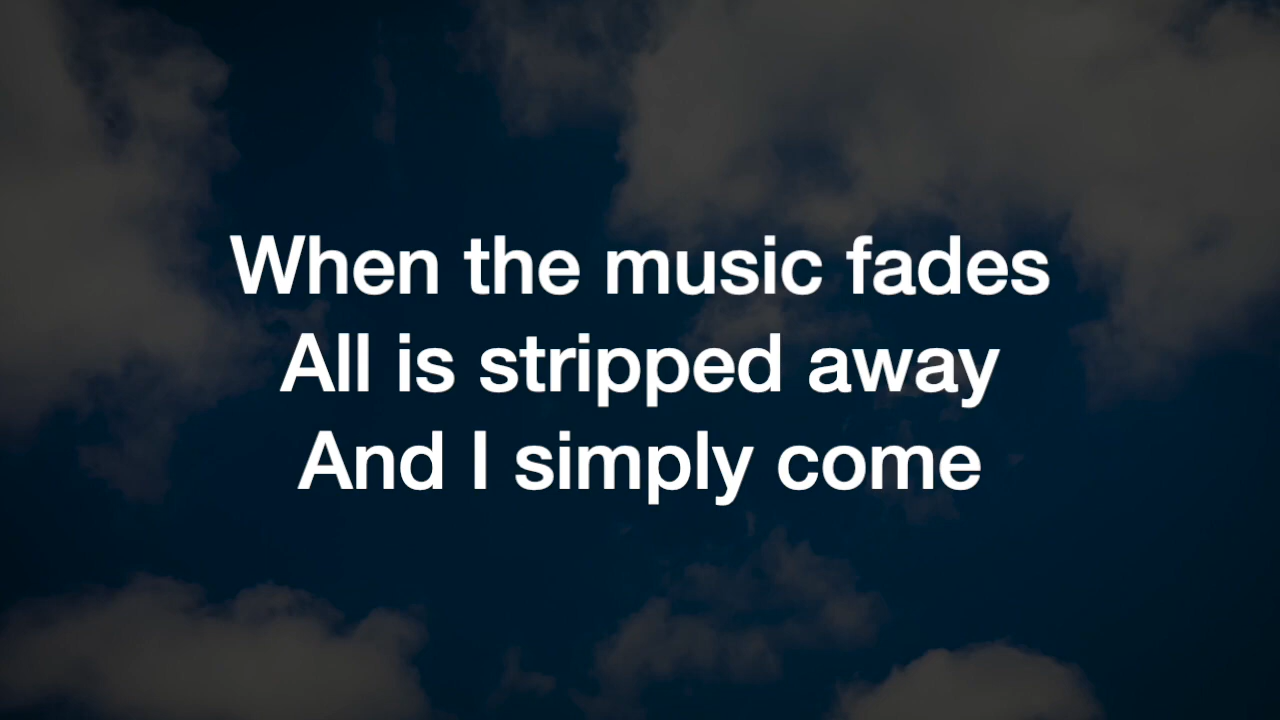 When the music fades
All is stripped away
And I simply come